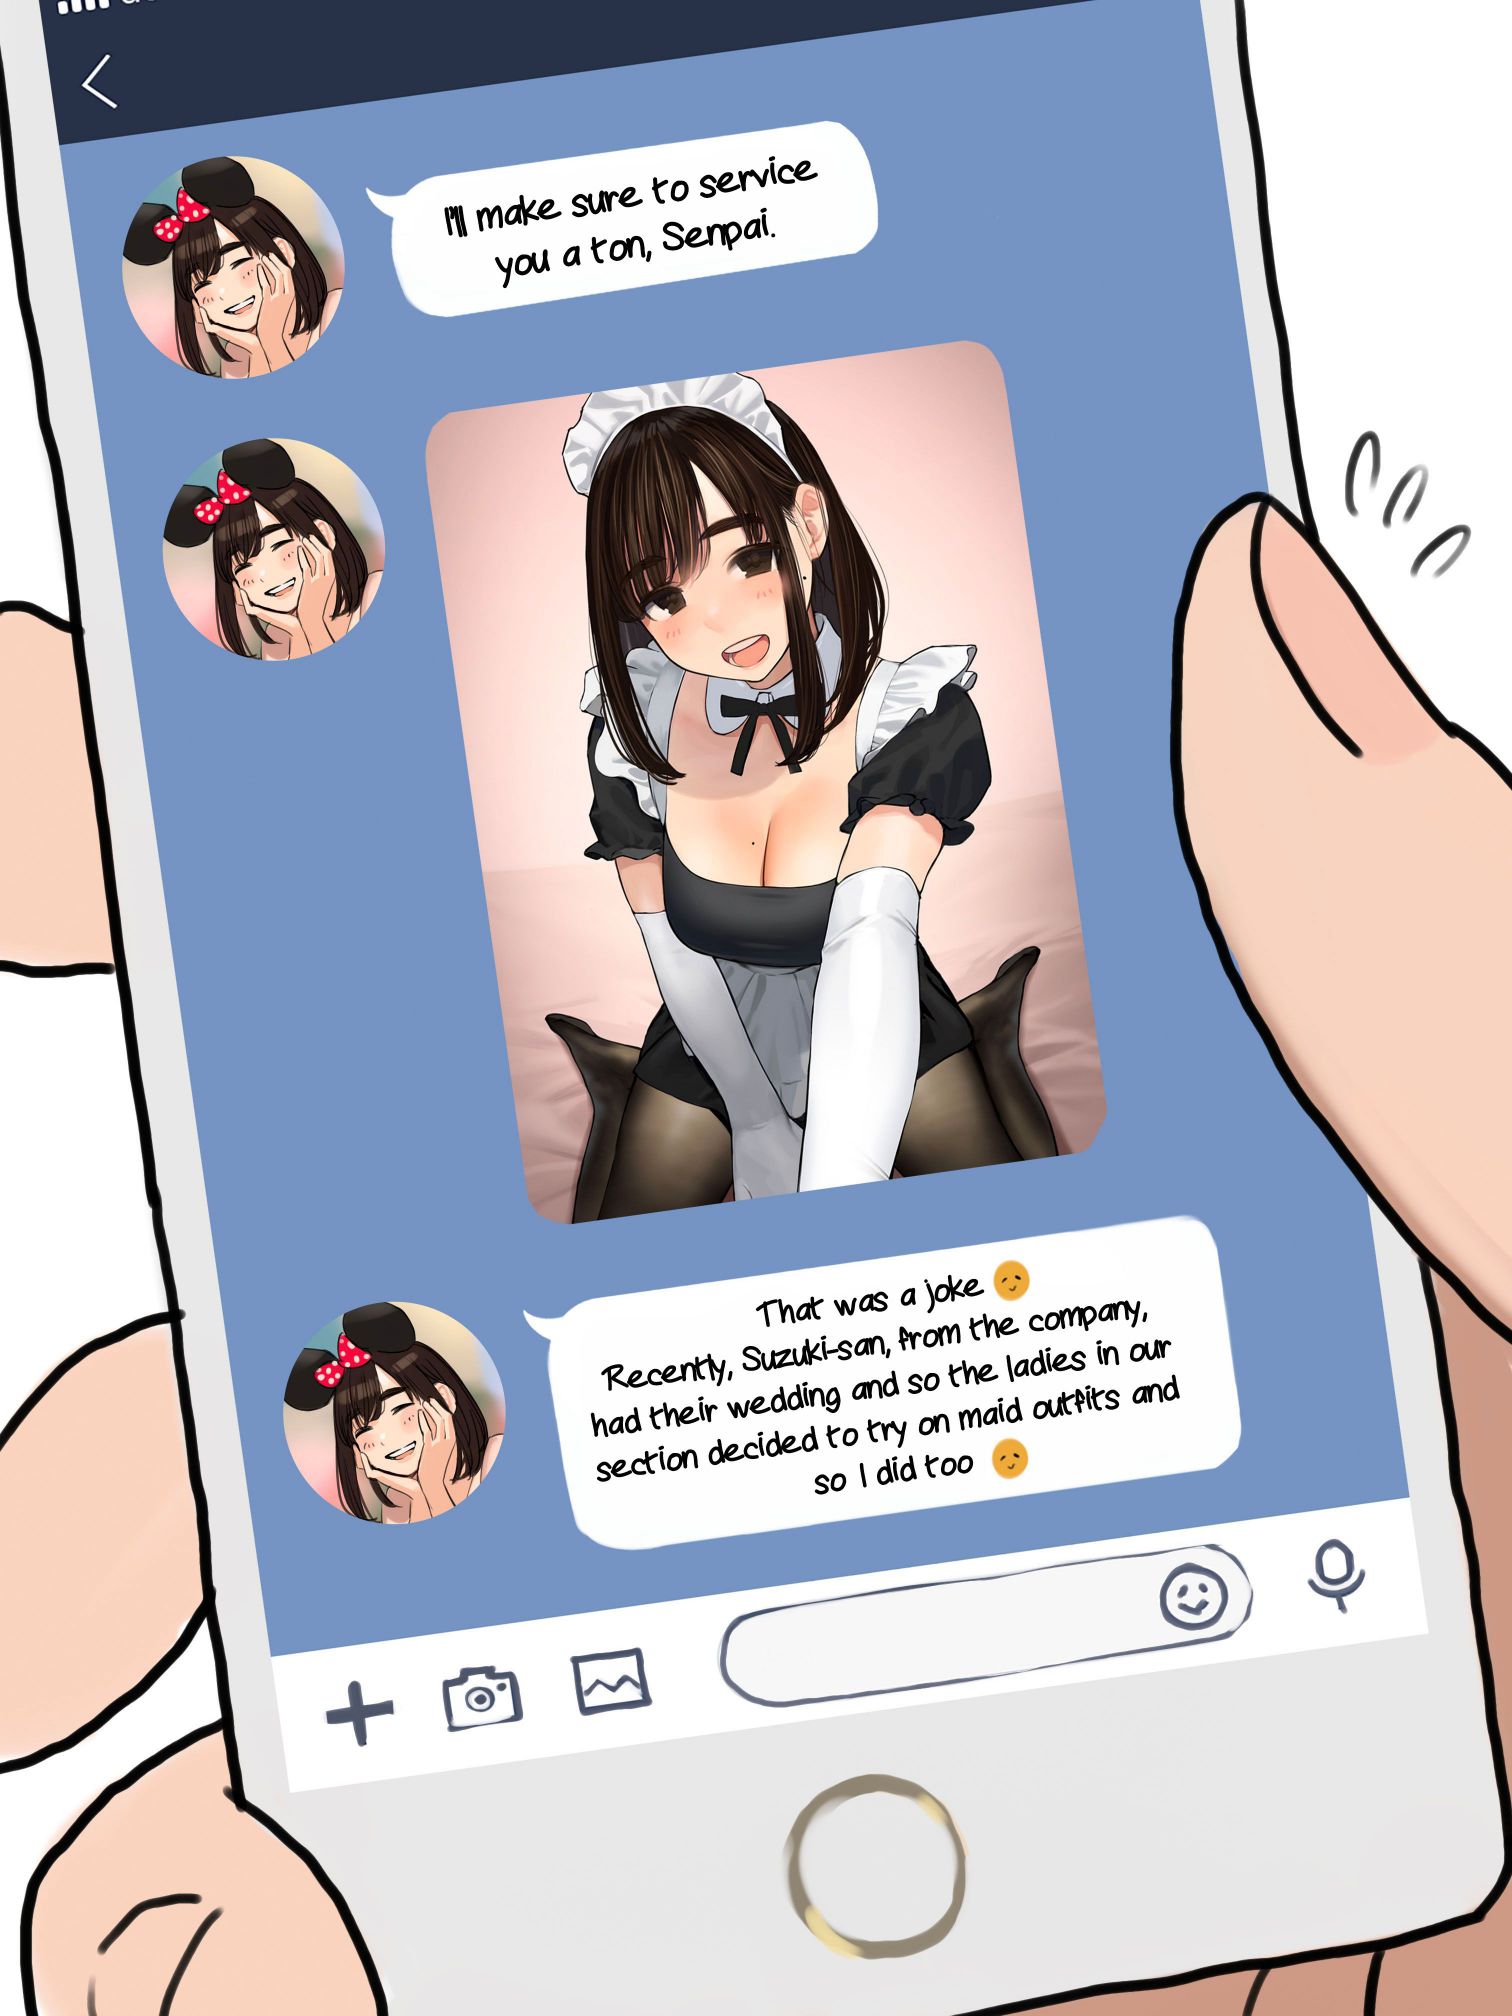 I'll make sure to service
you a ton, Senpai.
That was a joke
Recently, Suzuki-san, from the company,
had their wedding and so the ladies in our
section decided to try on maid outfits and
so I did too